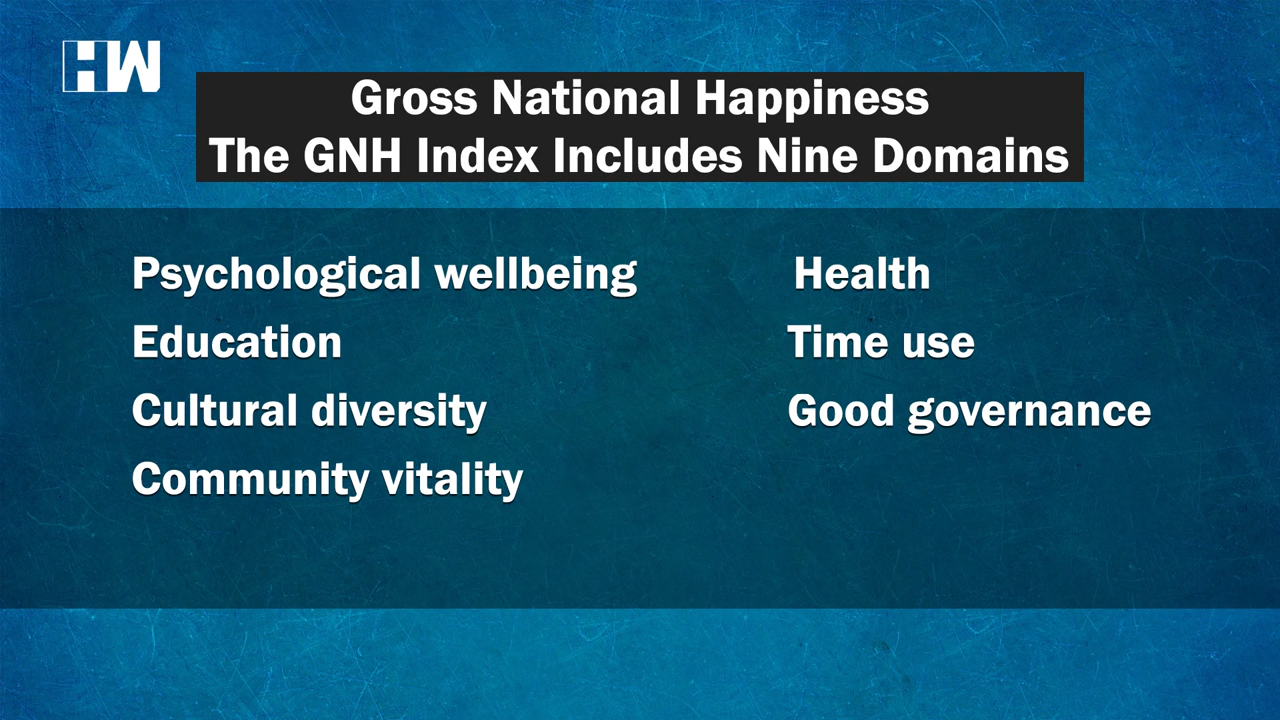 HW
Gross National Happiness
The GNH Index Includes Nine Domains
Psychological wellbeing
Health
Education
Time use
Cultural diversity
Good governance
Community vitality